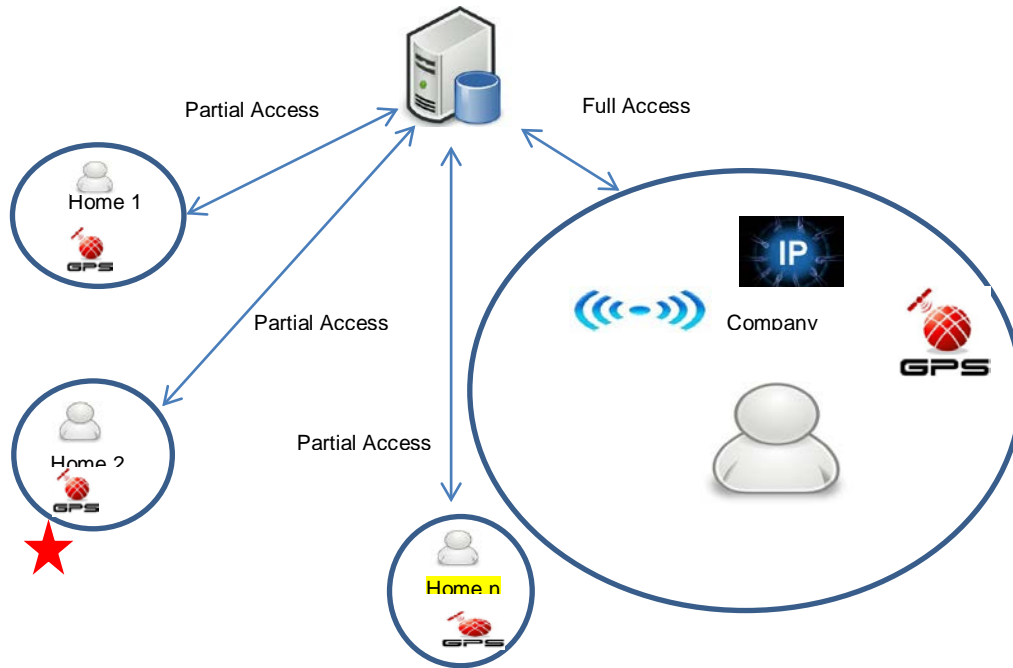 Partial Access
Full Access
Home 1
GPS
IP
Company
GPS
Partial Access
Home 2
GPS
Partial Access
Home n
GPS